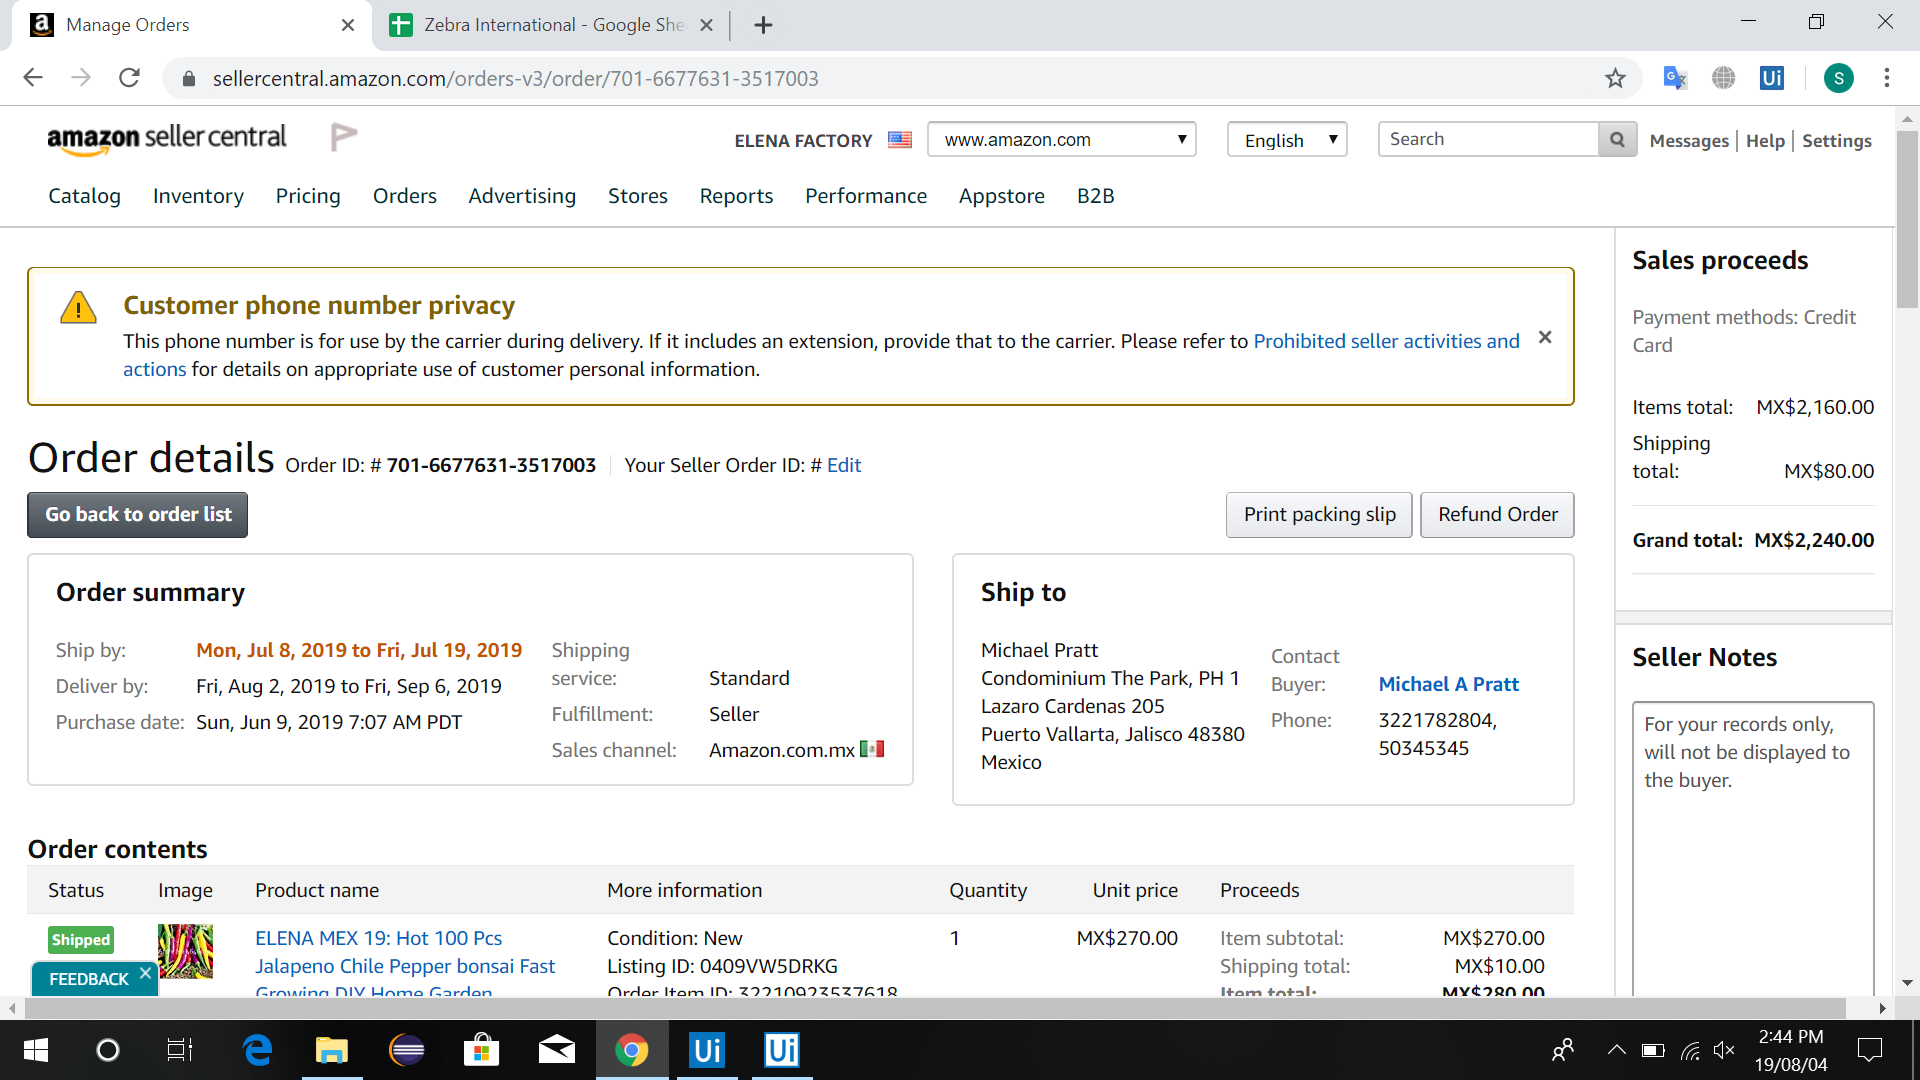 Manage Orders
Zebra International - Google She
sellercentral.amazon.com/orders-v3/order/701-6677631-3517003
S
Ui
amazon seller central
ELENA FACTORY
www.amazon.com
English
Search
Messages | Help | Settings
Catalog Inventory Pricing Orders Advertising Stores Reports Performance Appstore B2B
Customer phone number privacy
This phone number is for use by the carrier during delivery. If it includes an extension, provide that to the carrier. Please refer to Prohibited seller activities and
actions for details on appropriate use of customer personal information.
Order details Order ID: # 701-6677631-3517003 Your Seller Order ID: # Edit
Go back to order list
Print packing slip
Refund Order
Order summary
Ship by: Mon, Jul 8, 2019 to Fri, Jul 19, 2019
Deliver by: Fri, Aug 2, 2019 to Fri, Sep 6, 2019
Purchase date: Sun, Jun 9, 2019 7:07 AM PDT
Shipping
service: Standard
Fulfillment: Seller
Sales channel: Amazon.com.mx
Ship to
Michael Pratt
Condominium The Park, PH 1
Lazaro Cardenas 205
Puerto Vallarta, Jalisco 48380
Mexico
Contact
Buyer: Michael A Pratt
Phone: 3221782804,
50345345
Order contents
Status Image Product name More information Quantity Unit price Proceeds
Shipped
ELENA MEX 19: Hot 100 Pcs
Jalapeno Chile Pepper bonsai Fast
Growing DIY Home Garden
Condition: New
Listing ID: 0409VW5DRKG
Order Item ID: 32210923537618
1
MX$270.00
Item subtotal: MX$270.00
Shipping total: MX$10.00
Item total: MX$280.00
FEEDBACK
Sales proceeds
Payment methods: Credit
Card
Items total: MX$2,160.00
Shipping
total: MX$80.00
Grand total: MX$2,240.00
Seller Notes
For your records only,
will not be displayed to
the buyer.
Ui
Ui
2:44 PM
19/08/04